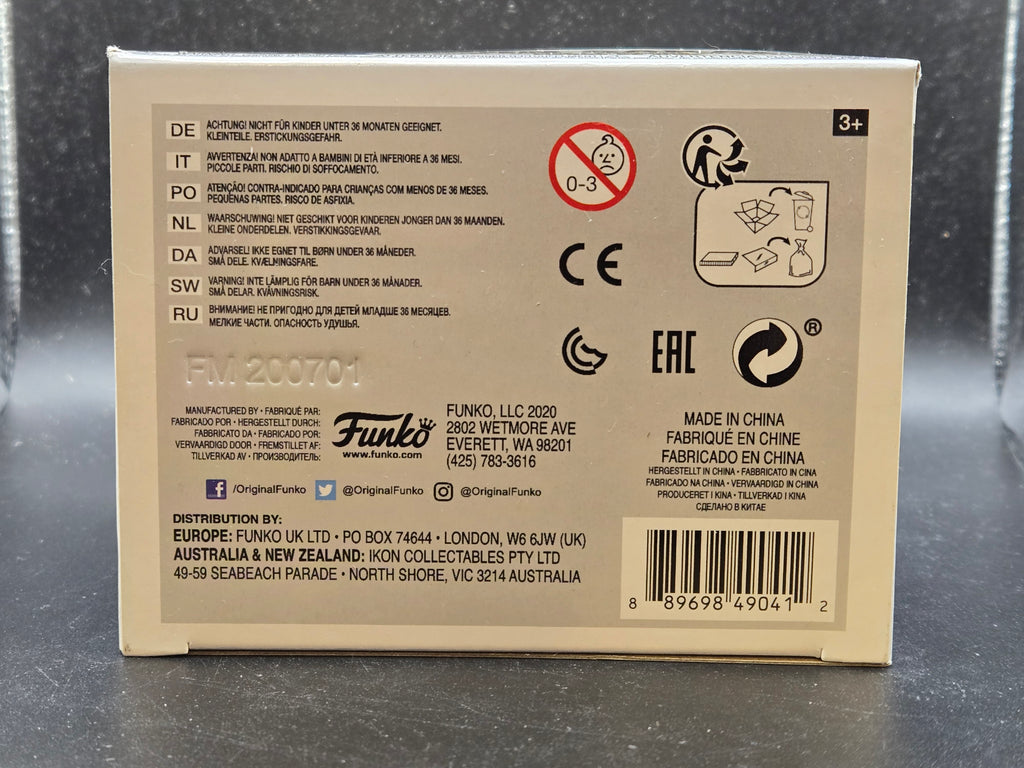 3+
DE ACHTUNG! NICHT FÜR KINDER UNTER 36 MONATEN GEEIGNET.
KLEINTEILE. ERSTICKUNGSGEFAHR.
IT AVVERTENZA! NON ADATTO A BAMBINI DI ETÀ INFERIORE A 36 MESI.
PICCOLE PARTI. RISCHIO DI SOFFOCAMENTO.
PO ATENÇÃO! CONTRA-INDICADO PARA CRIANÇAS COM MENOS DE 36 MESES.
PEQUENAS PARTES. RISCO DE ASFIXIA.
NL WAARSCHUWING! NIET GESCHIKT VOOR KINDEREN JONGER DAN 36 MAANDEN.
KLEINE ONDERDELEN. VERSTIKKINGSGEVAAR.
DA ADVARSEL! IKKE EGNET TIL BØRN UNDER 36 MÅNEDER.
SMÅ DELE. KVÆLNINGSFARE.
SW VARNING! INTE LÄMPLIG FÖR BARN UNDER 36 MÅNADER.
SMÅ DELAR. KVÄVNINGSRISK.
RU ВНИМАНИЕ! НЕ ПРИГОДНО ДЛЯ ДЕТЕЙ МЛАДШЕ 36 МЕСЯЦЕВ.
МЕЛКИЕ ЧАСТИ. ОПАСНОСТЬ УДУШЬЯ.
0-3
CE
EAC
®
FM 200701
MANUFACTURED BY • FABRIQUÉ PAR:
FABRICADO POR • HERGESTELLT DURCH:
FABBRICATO DA • FABRICADO POR:
VERVAARDIGD DOOR • FREMSTILLET AF:
TILLVERKAD AV • ПРОИЗВОДИТЕЛЬ:
Funko
www.funko.com
FUNKO, LLC 2020
2802 WETMORE AVE
EVERETT, WA 98201
(425) 783-3616
/OriginalFunko @OriginalFunko @OriginalFunko
DISTRIBUTION BY:
EUROPE: FUNKO UK LTD • PO BOX 74644 • LONDON, W6 6JW (UK)
AUSTRALIA & NEW ZEALAND: IKON COLLECTABLES PTY LTD
49-59 SEABEACH PARADE • NORTH SHORE, VIC 3214 AUSTRALIA
MADE IN CHINA
FABRIQUÉ EN CHINE
FABRICADO EN CHINA
HERGESTELLT IN CHINA • FABBRICATO IN CINA
FABRICADO NA CHINA • VERVAARDIGD IN CHINA
PRODUCERET I KINA • TILLVERKAD I KINA
СДЕЛАНО В КИТАЕ
8 89698 49041 2